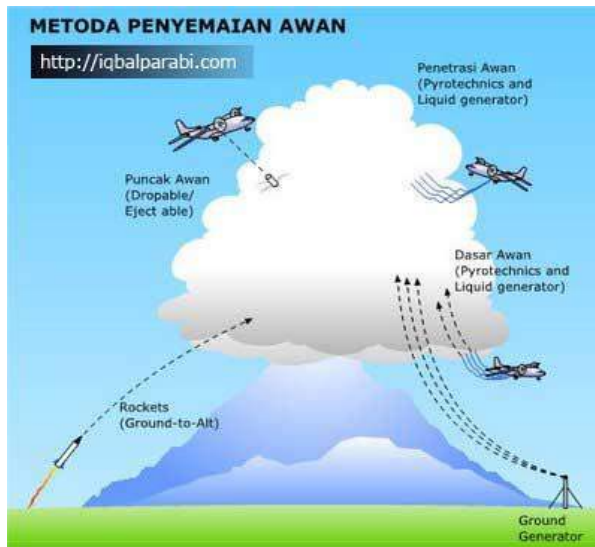 METODA PENYEMAIAN AWAN
http://iqbalparabi.com
Penetrasi Awan
(Pyrotechnics and
Liquid generator)
Puncak Awan
(Dropable/
Eject able)
Dasar Awan
(Pyrotechnics and
Liquid generator)
Rockets
(Ground-to-Alt)
Ground
Generator